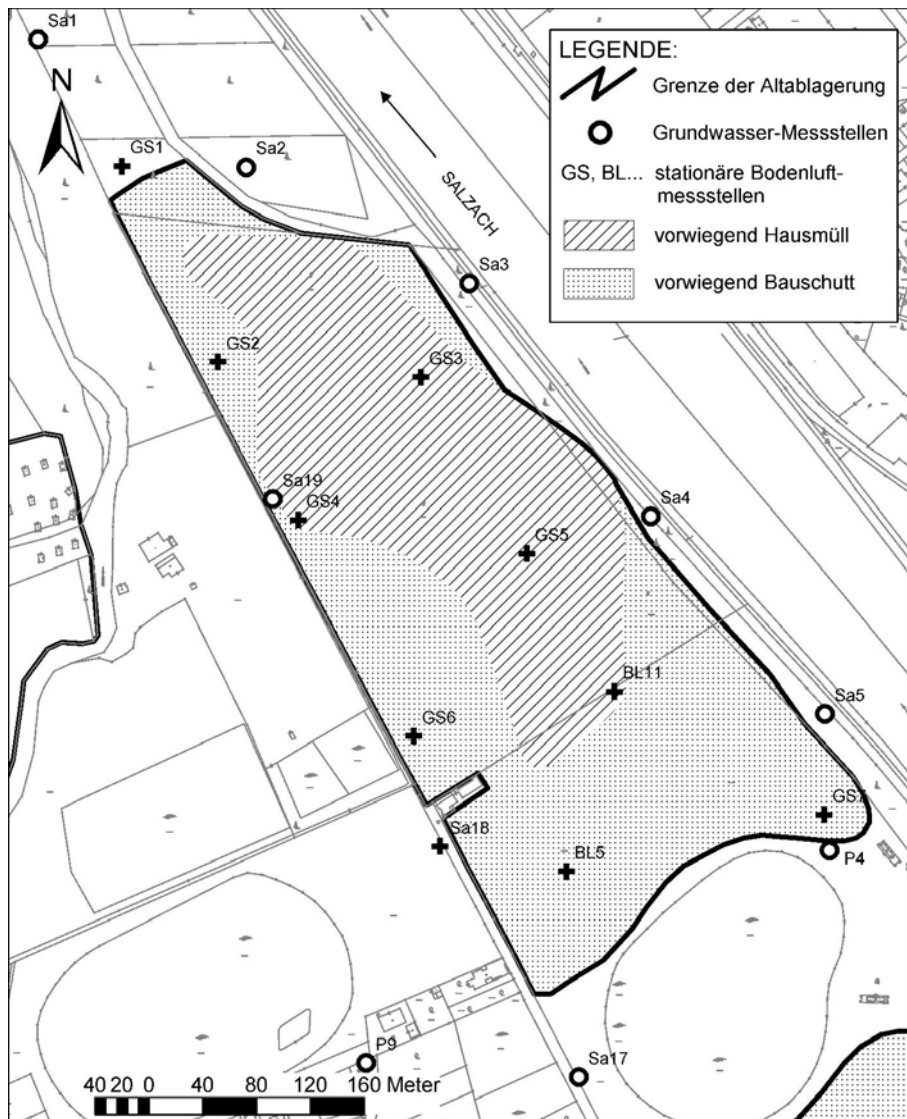 Sa1
N
GS1
Sa2
SALZACH
Sa3
LEGENDE:
Grenze der Altablagerung
Grundwasser-Messstellen
GS, BL... stationäre Bodenluft-
messstellen
vorwiegend Hausmüll
vorwiegend Bauschutt
GS2
GS3
Sa19
GS4
Sa4
GS5
BL11
Sa5
GS6
GS7
Sa18
P4
BL5
P9
Sa17
40 20 0 40 80 120 160 Meter